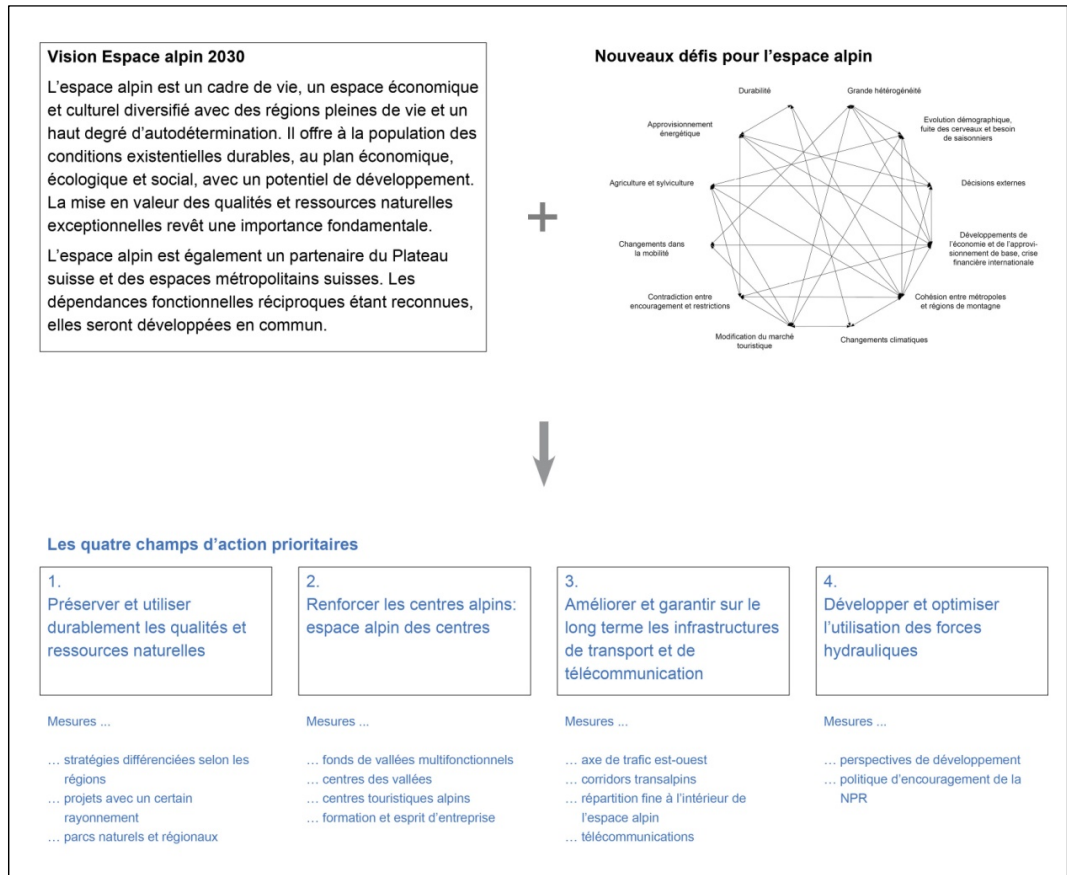 Vision Espace alpin 2030
L’espace alpin est un cadre de vie, un espace économique
et culturel diversifié avec des régions pleines de vie et un
haut degré d’autodétermination. Il offre à la population des
conditions existentielles durables, au plan économique,
écologique et social, avec un potentiel de développement.
La mise en valeur des qualités et ressources naturelles
exceptionnelles revêt une importance fondamentale.
L’espace alpin est également un partenaire du Plateau
suisse et des espaces métropolitains suisses. Les
dépendances fonctionnelles réciproques étant reconnues,
elles seront développées en commun.
+
Nouveaux défis pour l’espace alpin
Durabilité
Grande hétérogénéité
Approvisionnement
énergétique
Evolution démographique,
fuite des cerveaux et besoin
de saisonniers
Agriculture et sylviculture
Décisions externes
Changements dans
la mobilité
Développements de
l’économie et de l’approvi-
sionnement de base, crise
financière internationale
Contradiction entre
encouragement et restrictions
Cohésion entre métropoles
et régions de montagne
Modification du marché
touristique
Changements climatiques
Les quatre champs d’action prioritaires
1.
Préserver et utiliser
durablement les qualités et
ressources naturelles
Mesures ...
… stratégies différenciées selon les
régions
… projets avec un certain
rayonnement
… parcs naturels et régionaux
2.
Renforcer les centres alpins:
espace alpin des centres
Mesures ...
… fonds de vallées multifonctionnels
… centres des vallées
… centres touristiques alpins
… formation et esprit d’entreprise
3.
Améliorer et garantir sur le
long terme les infrastructures
de transport et de
télécommunication
Mesures ...
… axe de trafic est-ouest
… corridors transalpins
… répartition fine à l’intérieur de
l’espace alpin
… télécommunications
4.
Développer et optimiser
l’utilisation des forces
hydrauliques
Mesures ...
… perspectives de développement
… politique d’encouragement de la
NPR